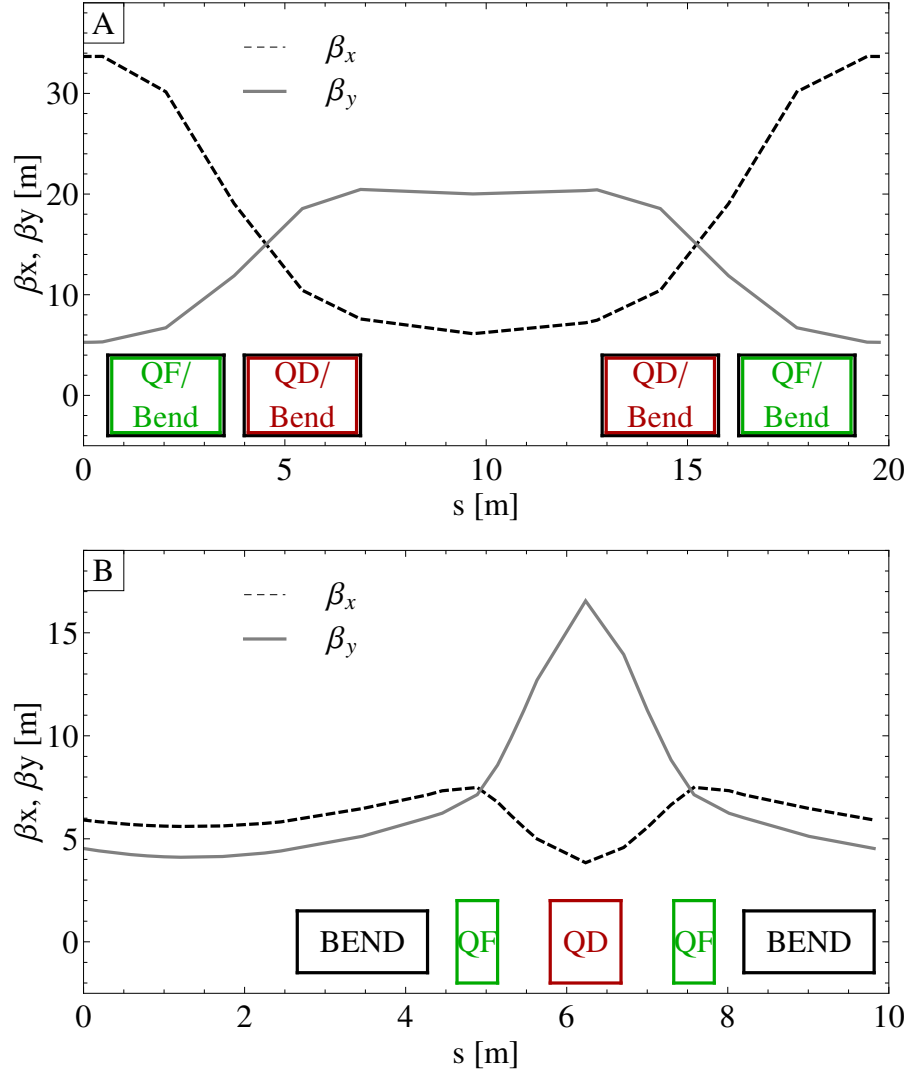 A
βx
βy
βx, βy [m]
30
20
10
0
QF/
Bend
QD/
Bend
QD/
Bend
QF/
Bend
0 5 10 15 20
s [m]
B
βx
βy
βx, βy [m]
15
10
5
0
BEND
QF
QD
QF
BEND
0 2 4 6 8 10
s [m]